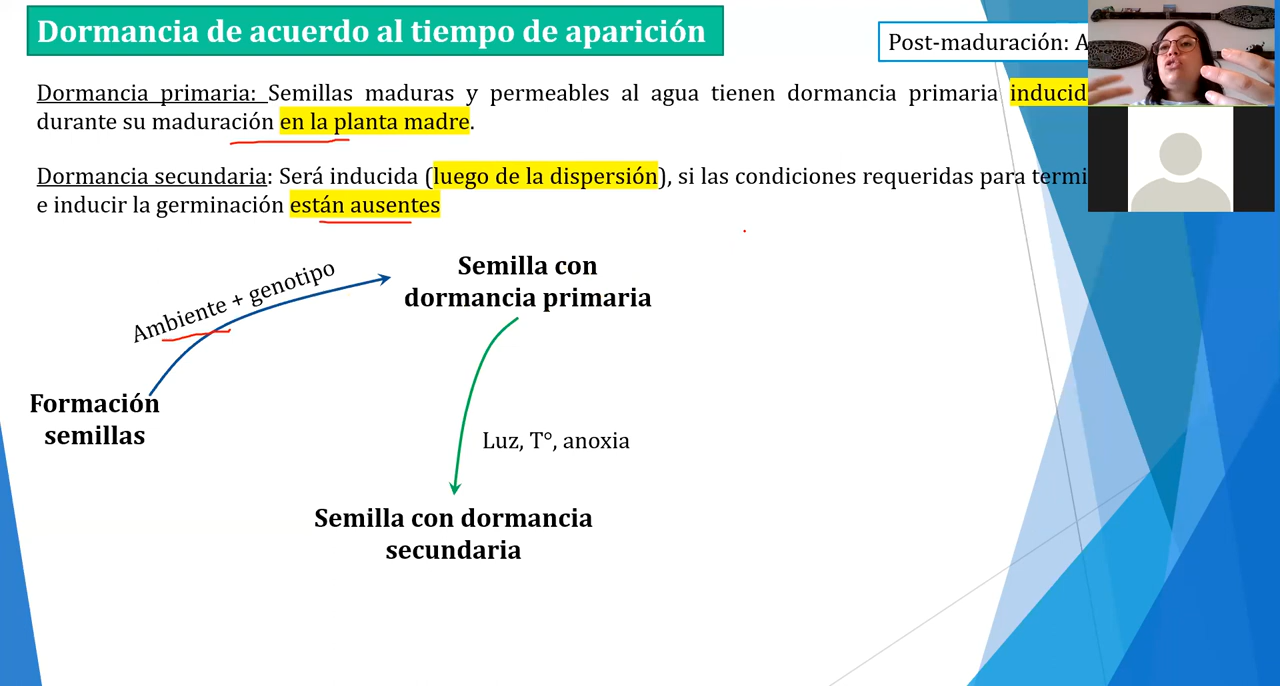 Dormancia de acuerdo al tiempo de aparición
Post-maduración: A
Dormancia primaria: Semillas maduras y permeables al agua tienen dormancia primaria inducid
durante su maduración en la planta madre.
Dormancia secundaria: Será inducida (luego de la dispersión), si las condiciones requeridas para termi
e inducir la germinación están ausentes
Ambiente + genotipo
Semilla con
dormancia primaria
Formación
semillas
Luz, T°, anoxia
Semilla con dormancia
secundaria